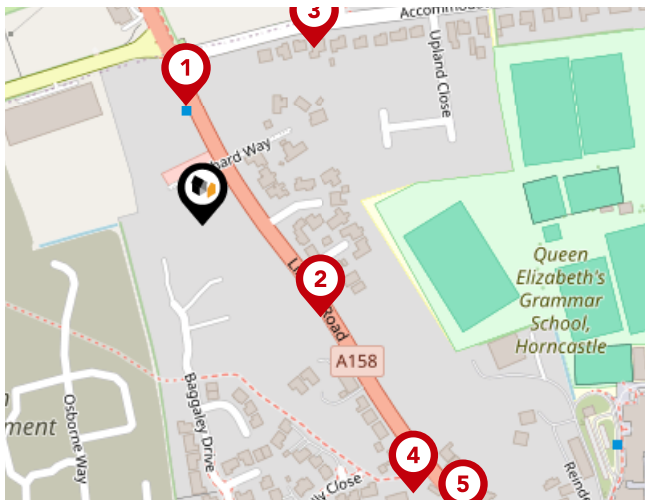 3
Accommod
1
Upland Close
hard Way
2
Road
A158
Queen
Elizabeth's
Grammar
School,
Horncastle
Osborne Way
ment
Baggaley Drive
lly Close
4
5
Reind